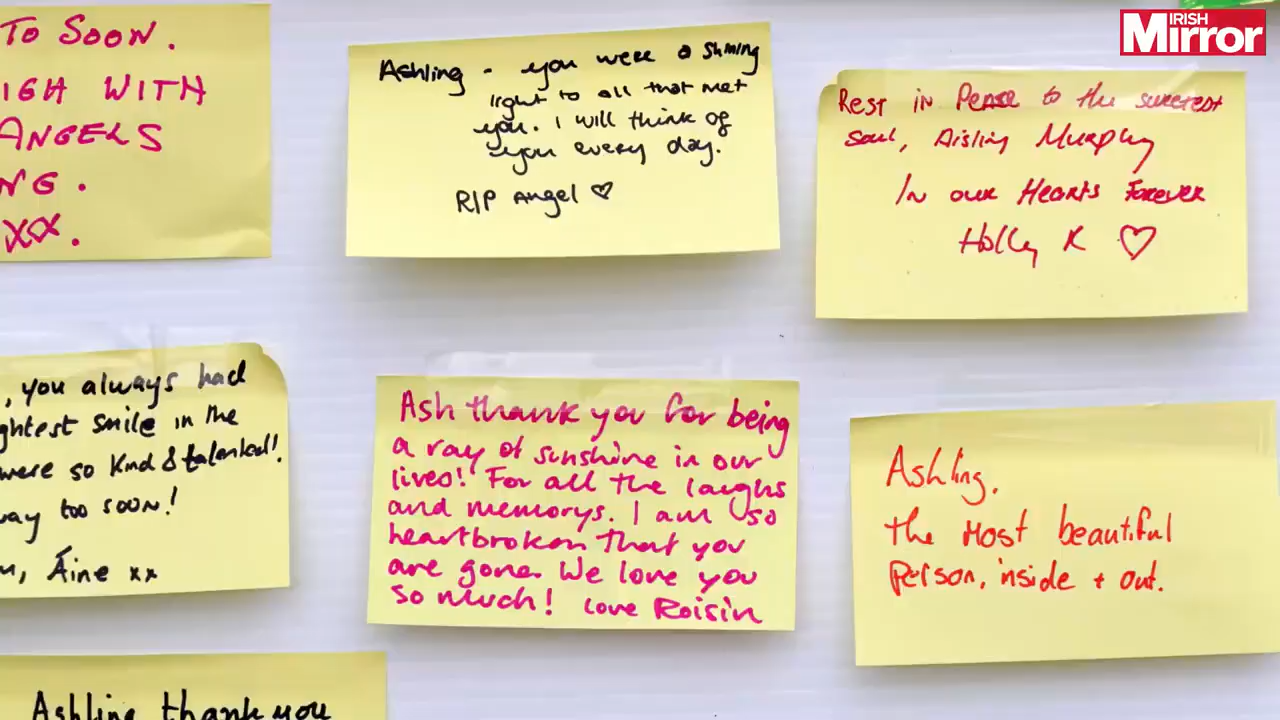 IRISH
Mirror
TO SOON.
IGH WITH
ANGELS
NG.
XX.
Ashling - you were a shining
light to all that met
you. I will think of
you every day.
RIP Angel ♡
Rest in Peace to the sweetest
soul, Aisling Murphy
In our Hearts Forever
Holly K ♡
, you always had
ghtest smile in the
were so kind & talented!
way too soon!
m, Áine xx
Ash thank you for being
a ray of sunshine in our
lives! For all the laughs
and memorys. I am so
heartbroken that you
are gone. We love you
so much! Love Roisin
Ashling.
The most beautiful
person, inside + out.
Ashling thank you